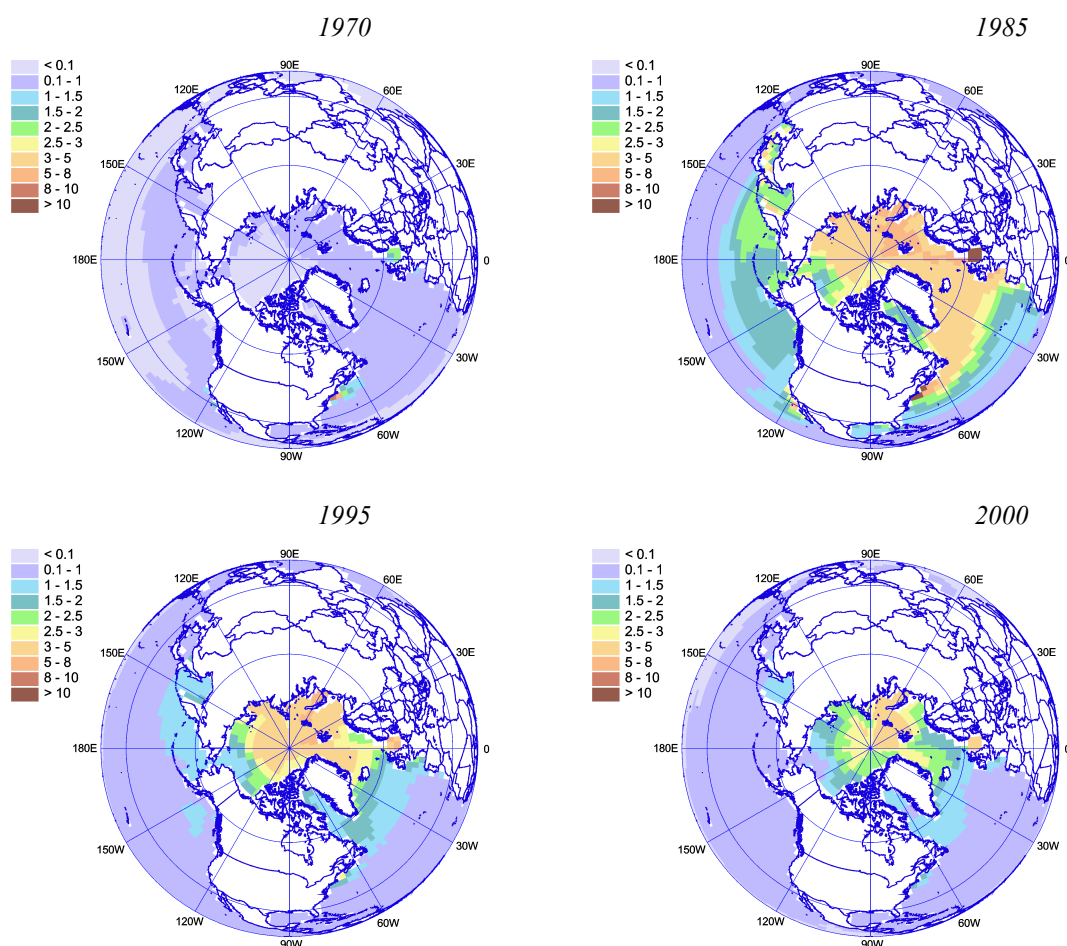 1970
1985
< 0.1
0.1 - 1
1 - 1.5
1.5 - 2
2 - 2.5
2.5 - 3
3 - 5
5 - 8
8 - 10
> 10
90E
120E
60E
150E
30E
180E
0
150W
30W
120W
60W
90W
< 0.1
0.1 - 1
1 - 1.5
1.5 - 2
2 - 2.5
2.5 - 3
3 - 5
5 - 8
8 - 10
> 10
90E
120E
60E
150E
30E
180E
0
150W
30W
120W
60W
90W
1995
2000
< 0.1
0.1 - 1
1 - 1.5
1.5 - 2
2 - 2.5
2.5 - 3
3 - 5
5 - 8
8 - 10
> 10
90E
120E
60E
150E
30E
180E
0
150W
30W
120W
60W
90W
< 0.1
0.1 - 1
1 - 1.5
1.5 - 2
2 - 2.5
2.5 - 3
3 - 5
5 - 8
8 - 10
> 10
90E
120E
60E
150E
30E
180E
0
150W
30W
120W
60W
90W